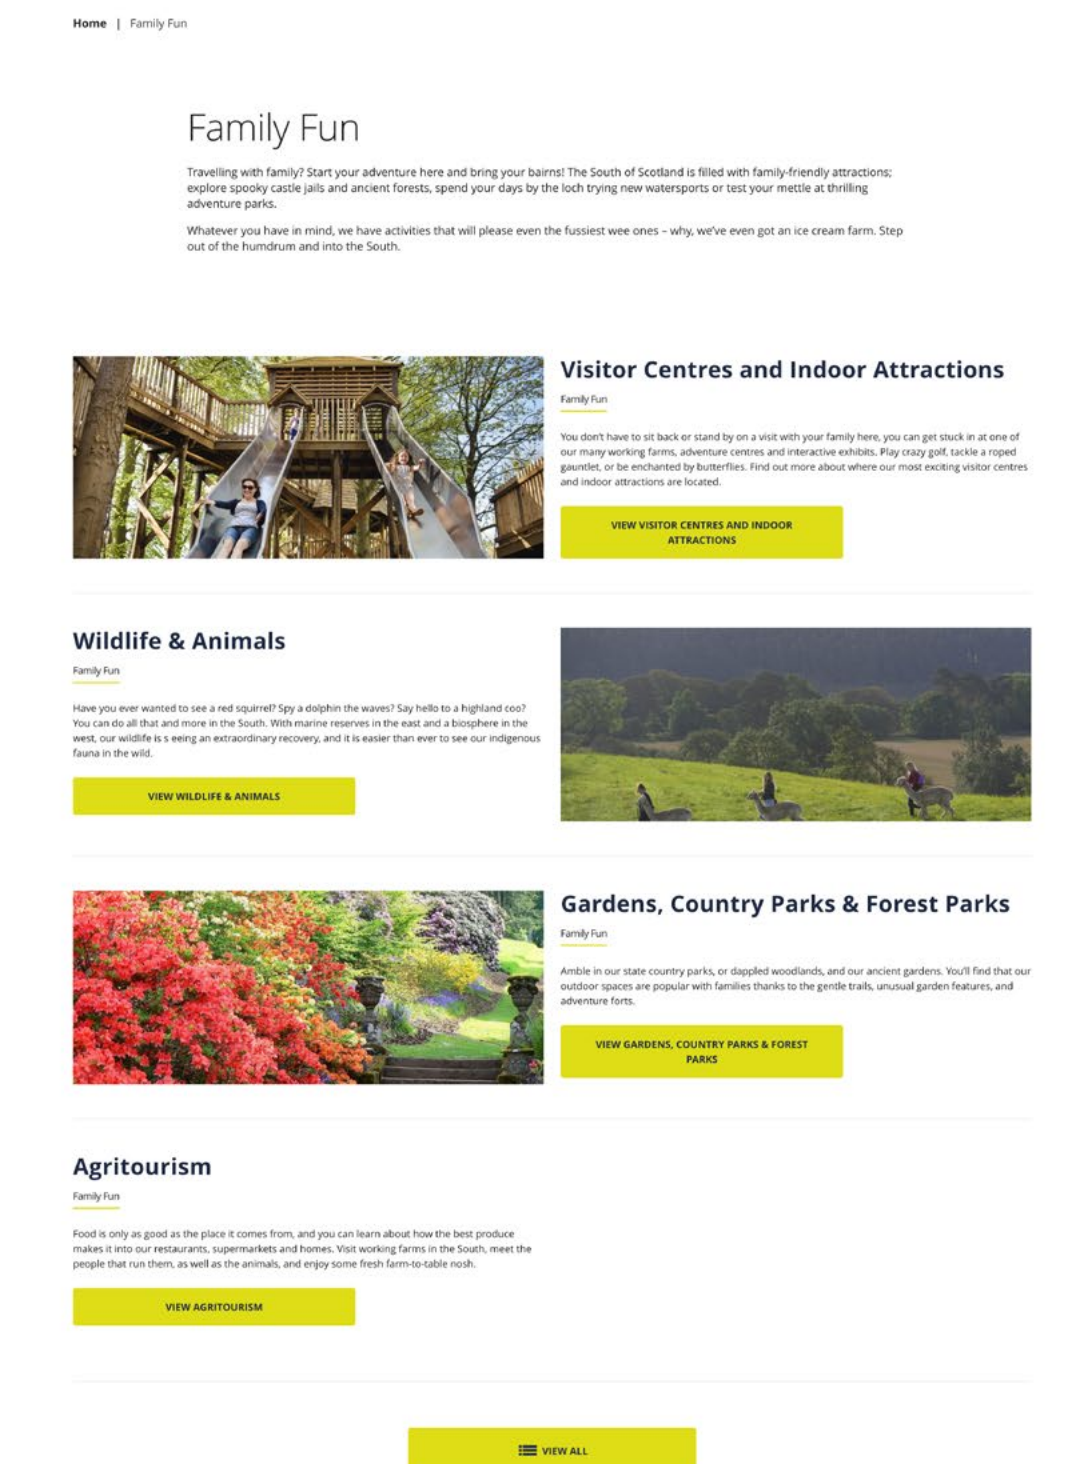 Home | Family Fun
Family Fun
Travelling with family? Start your adventure here and bring your bairns! The South of Scotland is filled with family-friendly attractions;
explore spooky castle jails and ancient forests, spend your days by the loch trying new watersports or test your mettle at thrilling
adventure parks.
Whatever you have in mind, we have activities that will please even the fussiest wee ones – why, we've even got an ice cream farm. Step
out of the humdrum and into the South.
Visitor Centres and Indoor Attractions
Family Fun
You don't have to sit back or stand by on a visit with your family here, you can get stuck in at one of
our many working farms, adventure centres and interactive exhibits. Play crazy golf, tackle a roped
gauntlet, or be enchanted by butterflies. Find out more about where our most exciting visitor centres
and indoor attractions are located.
VIEW VISITOR CENTRES AND INDOOR
ATTRACTIONS
Wildlife & Animals
Family Fun
Have you ever wanted to see a red squirrel? Spy a dolphin the waves? Say hello to a highland coo?
You can do all that and more in the South. With marine reserves in the east and a biosphere in the
west, our wildlife is s eeing an extraordinary recovery, and it is easier than ever to see our indigenous
fauna in the wild.
VIEW WILDLIFE & ANIMALS
Gardens, Country Parks & Forest Parks
Family Fun
Amble in our state country parks, or dappled woodlands, and our ancient gardens. You'll find that our
outdoor spaces are popular with families thanks to the gentle trails, unusual garden features, and
adventure forts.
VIEW GARDENS, COUNTRY PARKS & FOREST
PARKS
Agritourism
Family Fun
Food is only as good as the place it comes from, and you can learn about how the best produce
makes it into our restaurants, supermarkets and homes. Visit working farms in the South, meet the
people that run them, as well as the animals, and enjoy some fresh farm-to-table nosh.
VIEW AGRITOURISM
VIEW ALL